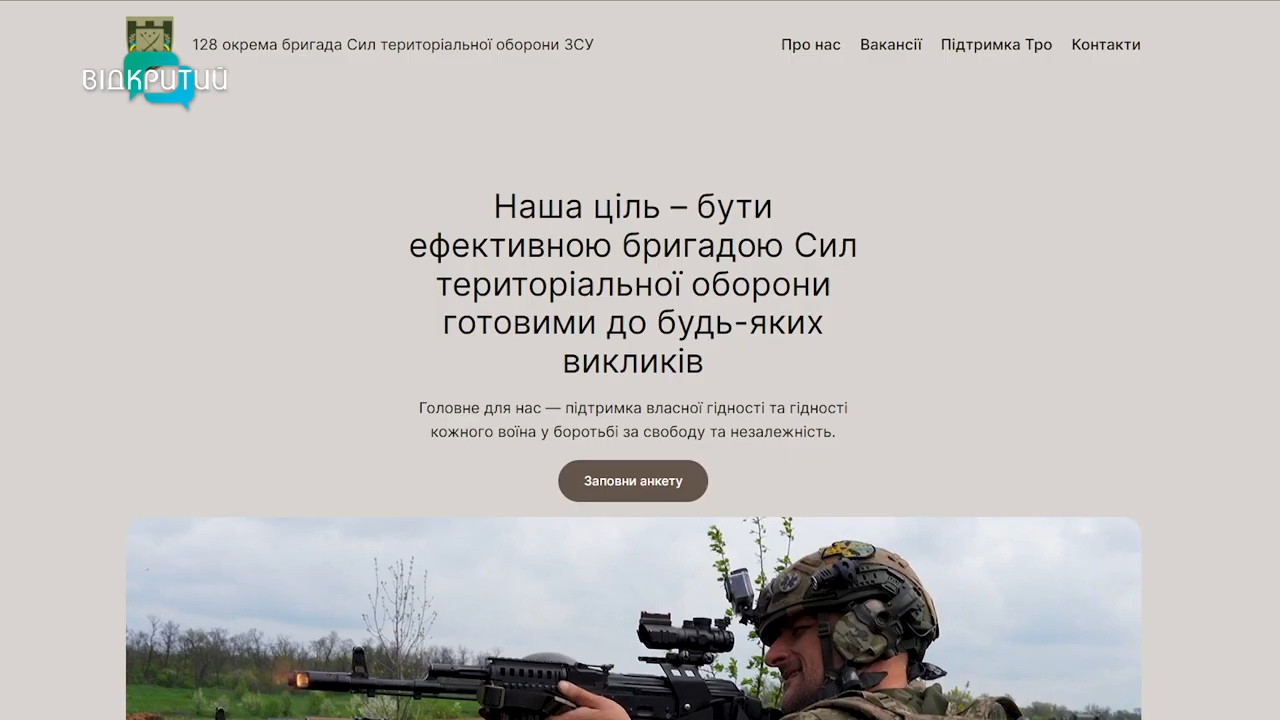 128 окрема бригада Сил територіальної оборони ЗСУ
Про нас Вакансії Підтримка Тро Контакти
ВІДКРИТИЙ
Наша ціль – бути
ефективною бригадою Сил
територіальної оборони
готовими до будь-яких
викликів
Головне для нас — підтримка власної гідності та гідності
кожного воїна у боротьбі за свободу та незалежність.
Заповни анкету